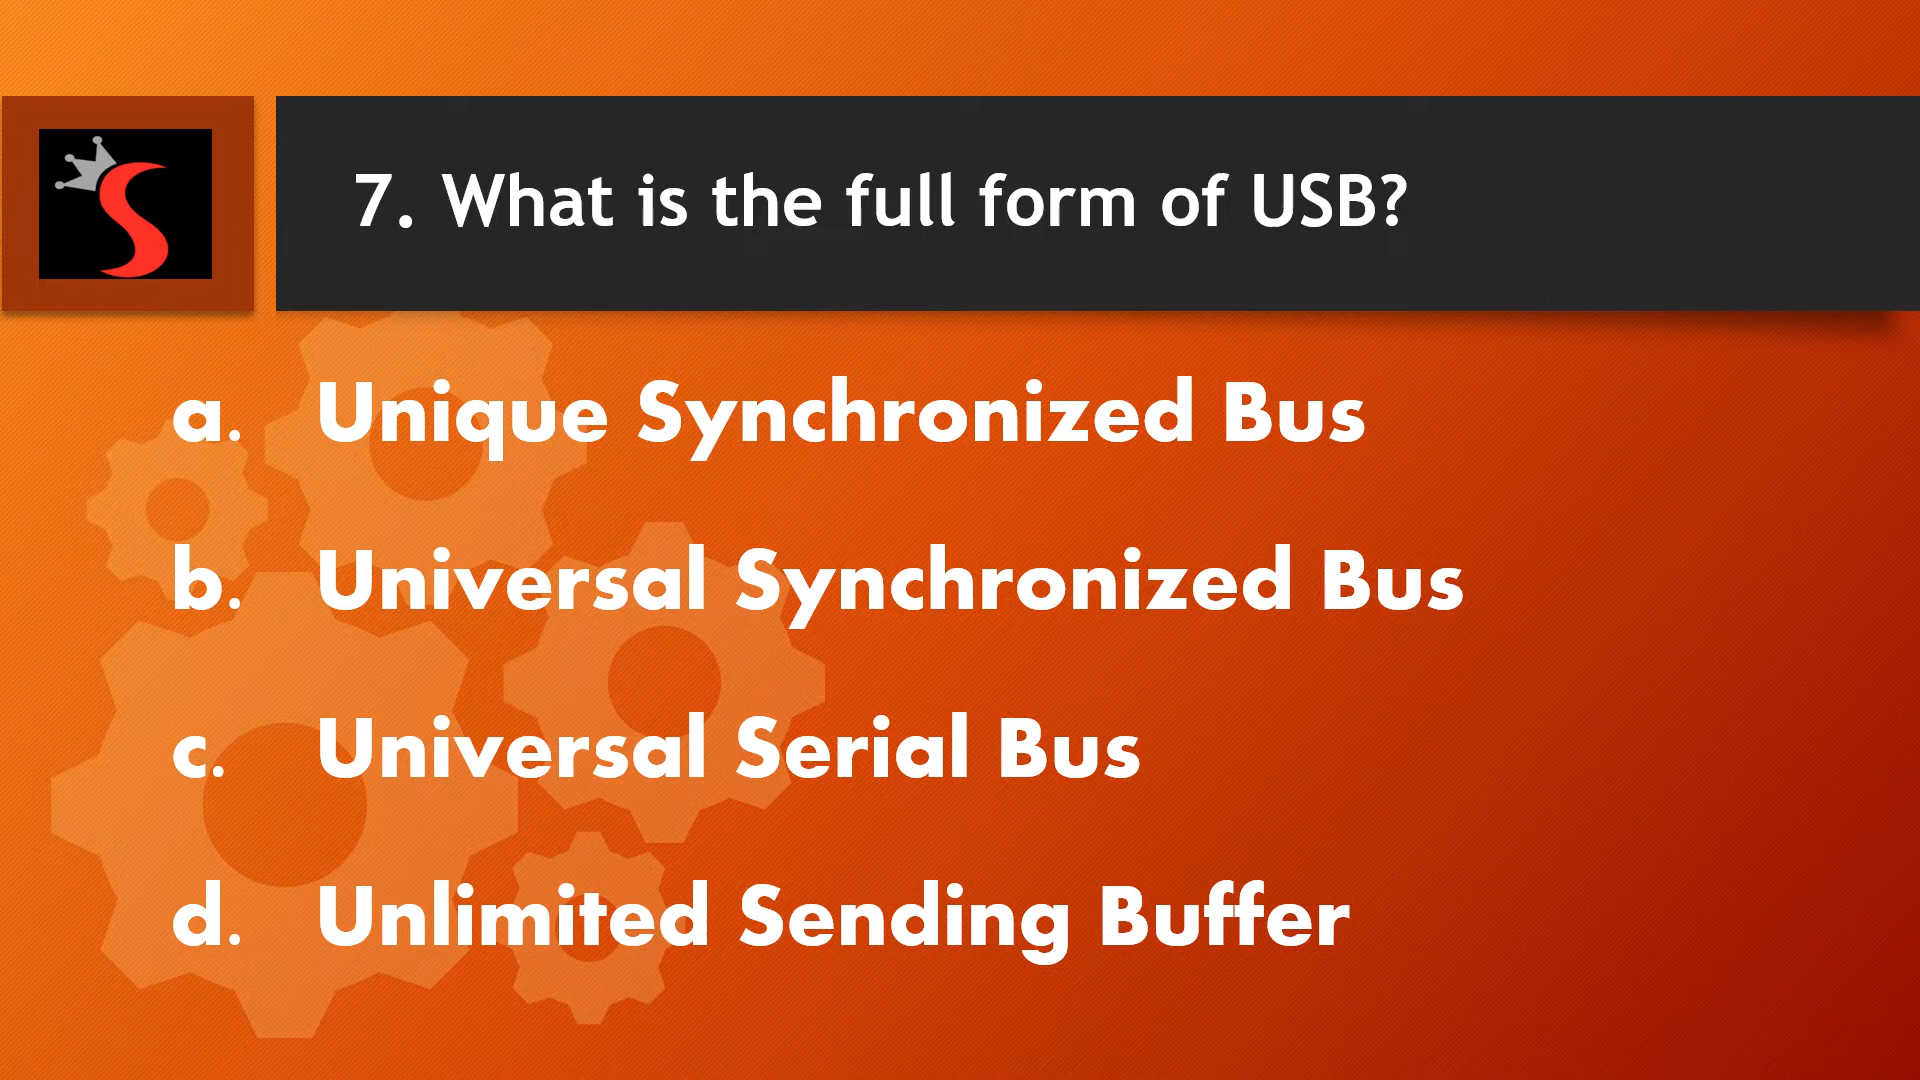 7. What is the full form of USB?
a. Unique Synchronized Bus
b. Universal Synchronized Bus
c. Universal Serial Bus
d. Unlimited Sending Buffer